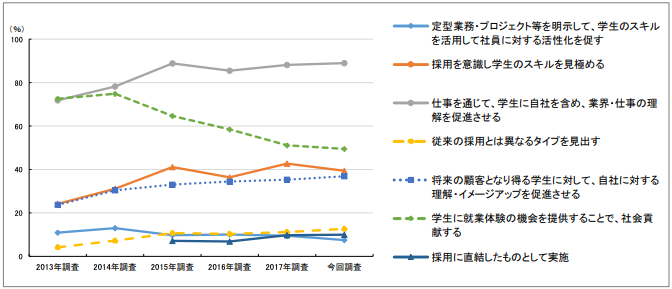 (%)
100
80
60
40
20
0
2013年調査
2014年調査
2015年調査
2016年調査
2017年調査
今回調査
定型業務・プロジェクト等を明示して、学生のスキル
を活用して社員に対する活性化を促す
採用を意識し学生のスキルを見極める
仕事を通じて、学生に自社を含め、業界・仕事の理
解を促進させる
従来の採用とは異なるタイプを見出す
将来の顧客となり得る学生に対して、自社に対する
理解・イメージアップを促進させる
学生に就業体験の機会を提供することで、社会貢
献する
採用に直結したものとして実施